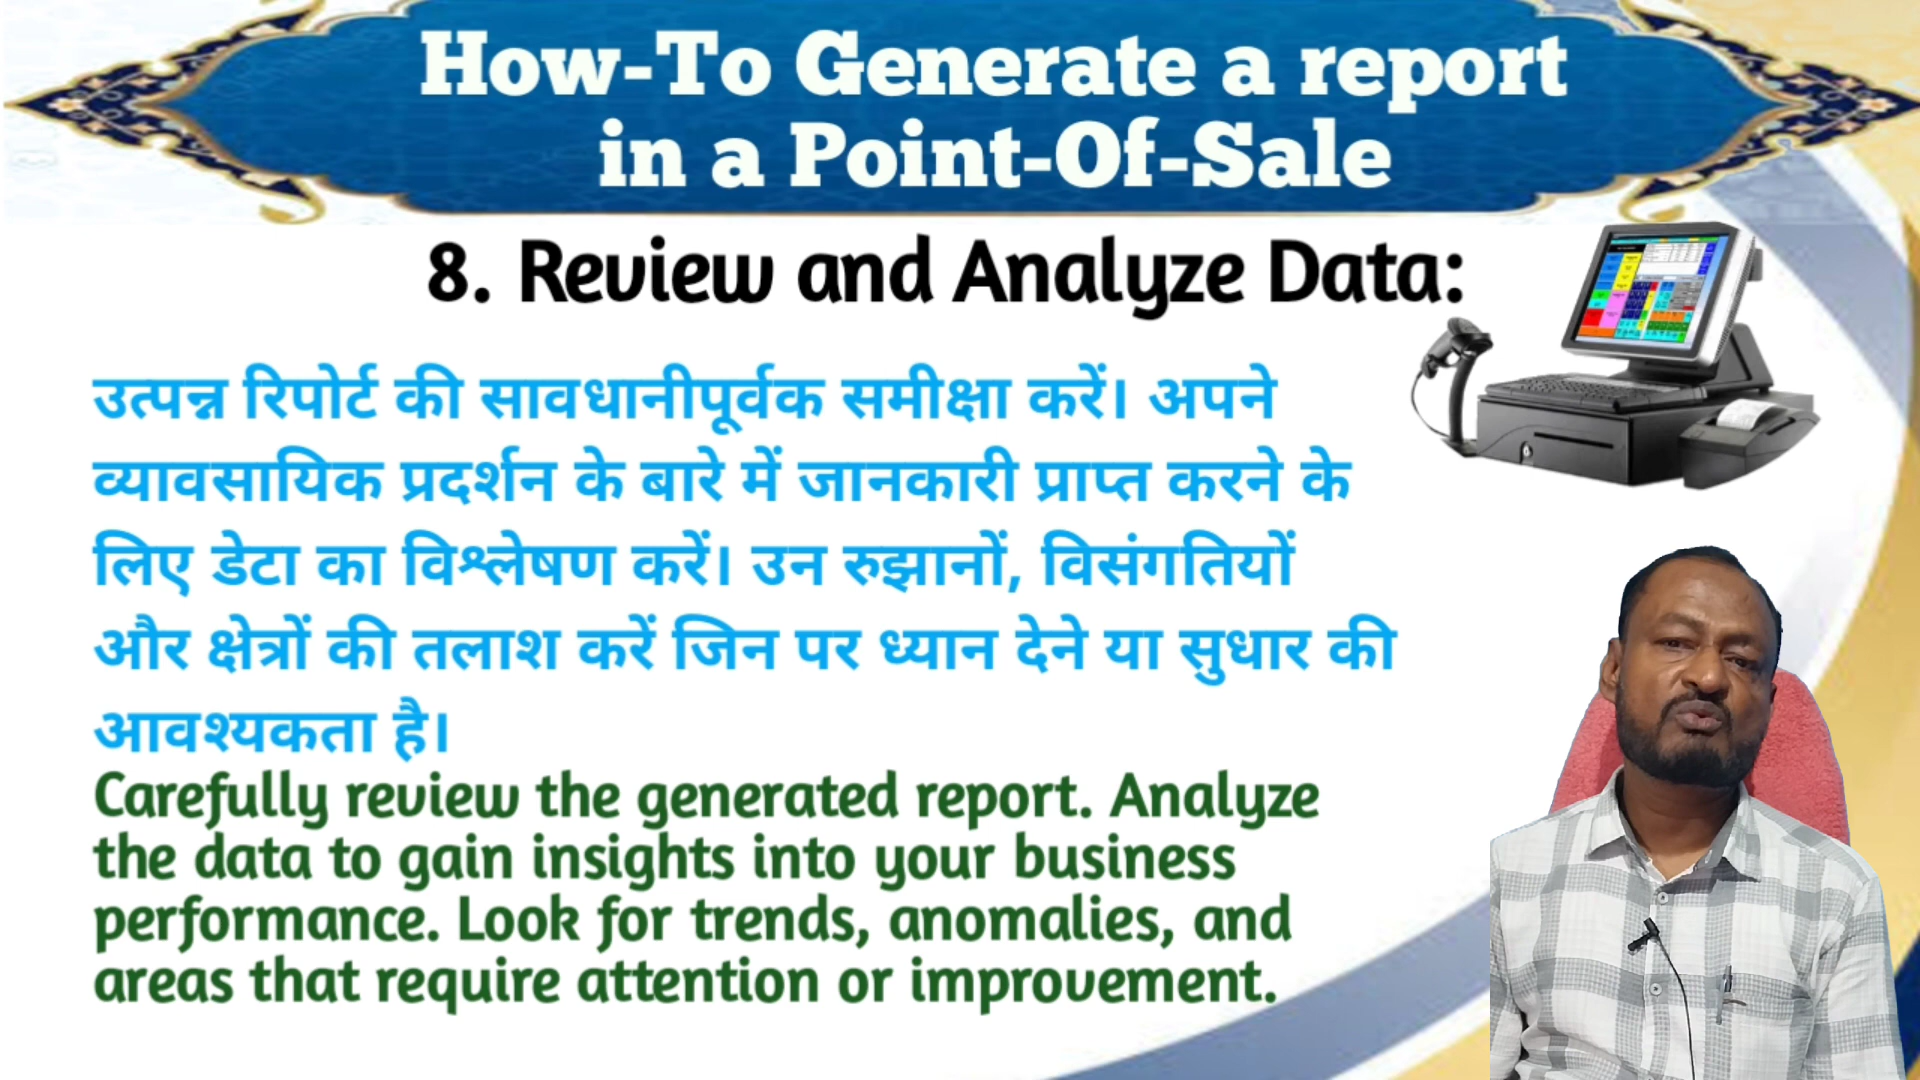 How-To Generate a report
in a Point-Of-Sale
8. Review and Analyze Data:
उत्पन्न रिपोर्ट की सावधानीपूर्वक समीक्षा करें। अपने
व्यावसायिक प्रदर्शन के बारे में जानकारी प्राप्त करने के
लिए डेटा का विश्लेषण करें। उन रुझानों, विसंगतियों
और क्षेत्रों की तलाश करें जिन पर ध्यान देने या सुधार की
आवश्यकता है।
Carefully review the generated report. Analyze
the data to gain insights into your business
performance. Look for trends, anomalies, and
areas that require attention or improvement.